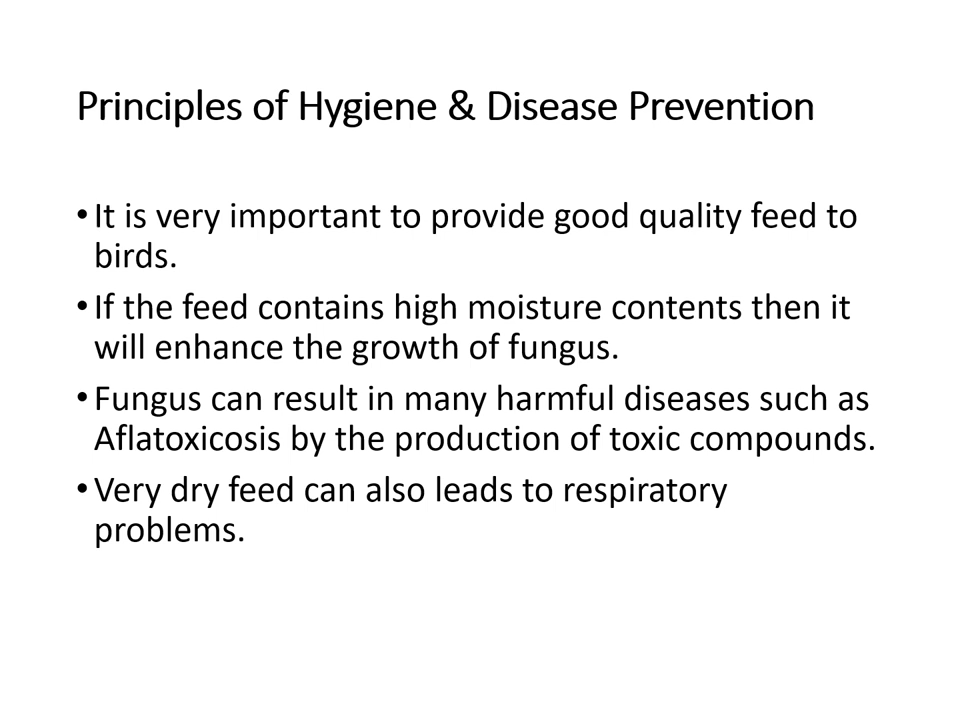 Principles of Hygiene & Disease Prevention
• It is very important to provide good quality feed to
birds.
• If the feed contains high moisture contents then it
will enhance the growth of fungus.
• Fungus can result in many harmful diseases such as
Aflatoxicosis by the production of toxic compounds.
• Very dry feed can also leads to respiratory
problems.